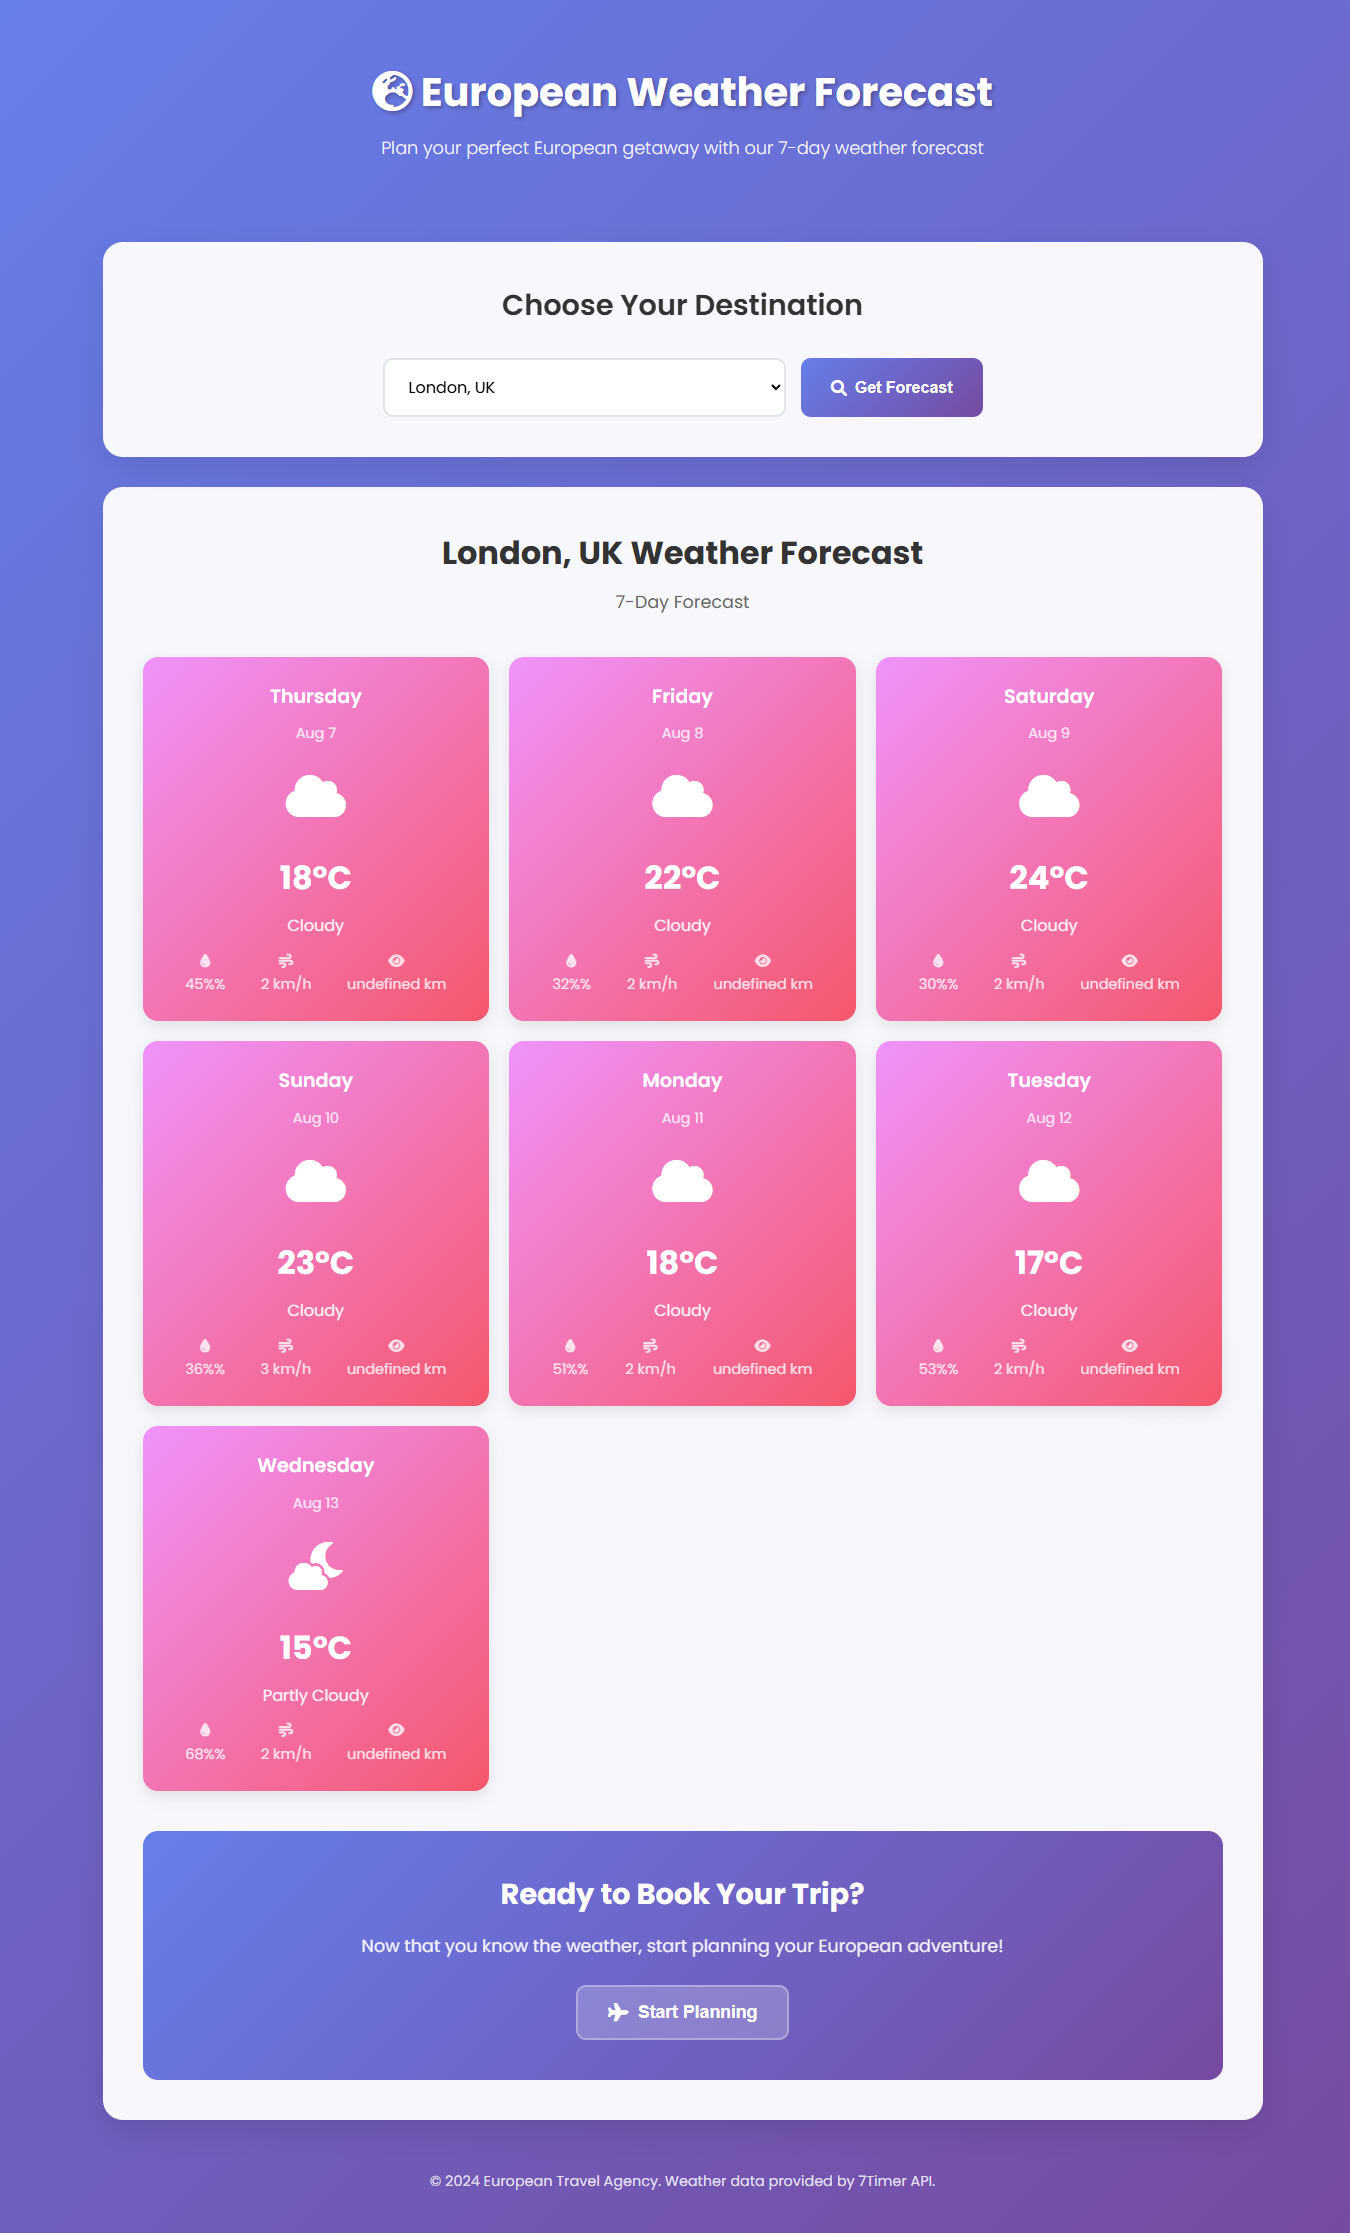 European Weather Forecast
Plan your perfect European getaway with our 7-day weather forecast
Choose Your Destination
London, UK
Get Forecast
London, UK Weather Forecast
7-Day Forecast
Thursday
Aug 7
18°C
Cloudy
45%% 2 km/h undefined km
Friday
Aug 8
22°C
Cloudy
32%% 2 km/h undefined km
Saturday
Aug 9
24°C
Cloudy
30%% 2 km/h undefined km
Sunday
Aug 10
23°C
Cloudy
36%% 3 km/h undefined km
Monday
Aug 11
18°C
Cloudy
51%% 2 km/h undefined km
Tuesday
Aug 12
17°C
Cloudy
53%% 2 km/h undefined km
Wednesday
Aug 13
15°C
Partly Cloudy
68%% 2 km/h undefined km
Ready to Book Your Trip?
Now that you know the weather, start planning your European adventure!
Start Planning
© 2024 European Travel Agency. Weather data provided by 7Timer API.